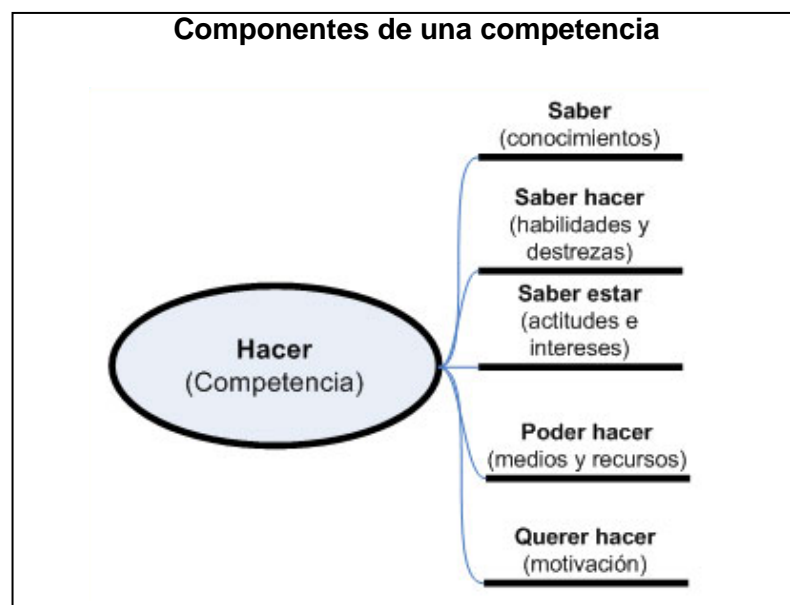 Componentes de una competencia
Saber
(conocimientos)
Saber hacer
(habilidades y
destrezas)
Saber estar
(actitudes e
intereses)
Hacer
(Competencia)
Poder hacer
(medios y recursos)
Querer hacer
(motivación)